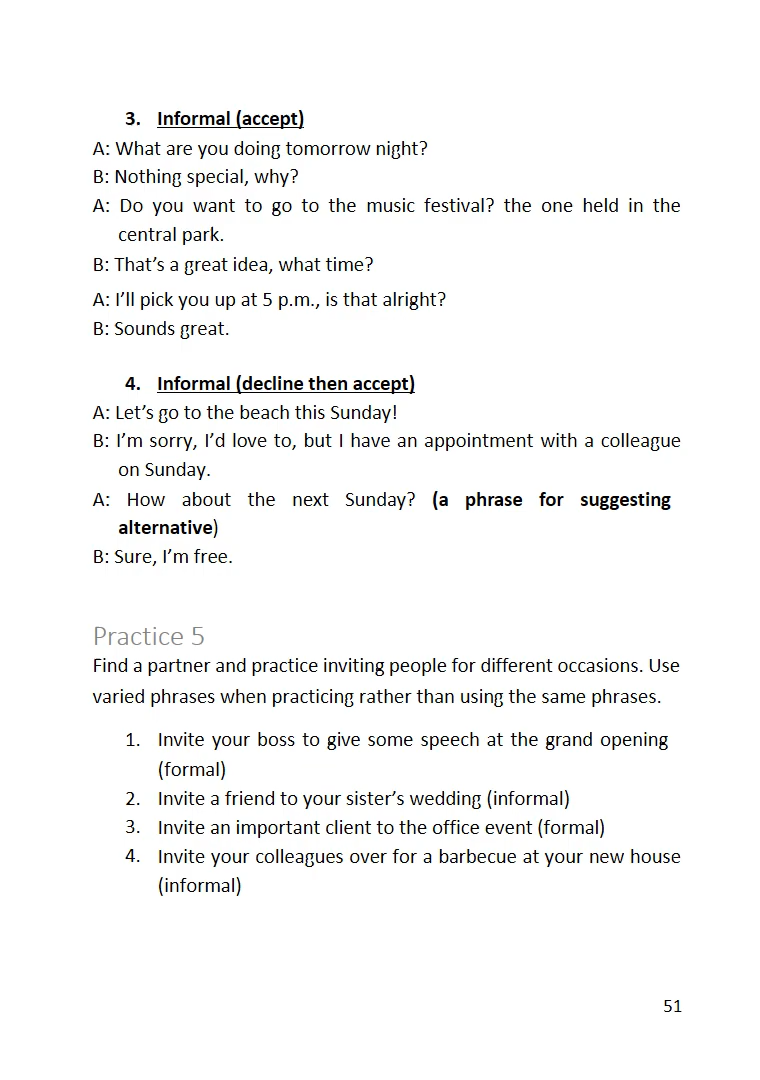 3. Informal (accept)
A: What are you doing tomorrow night?
B: Nothing special, why?
A: Do you want to go to the music festival? the one held in the
central park.
B: That’s a great idea, what time?
A: I’ll pick you up at 5 p.m., is that alright?
B: Sounds great.
4. Informal (decline then accept)
A: Let’s go to the beach this Sunday!
B: I’m sorry, I’d love to, but I have an appointment with a colleague
on Sunday.
A: How about the next Sunday? (a phrase for suggesting
alternative)
B: Sure, I’m free.
Practice 5
Find a partner and practice inviting people for different occasions. Use
varied phrases when practicing rather than using the same phrases.
1. Invite your boss to give some speech at the grand opening
(formal)
2. Invite a friend to your sister’s wedding (informal)
3. Invite an important client to the office event (formal)
4. Invite your colleagues over for a barbecue at your new house
(informal)
51